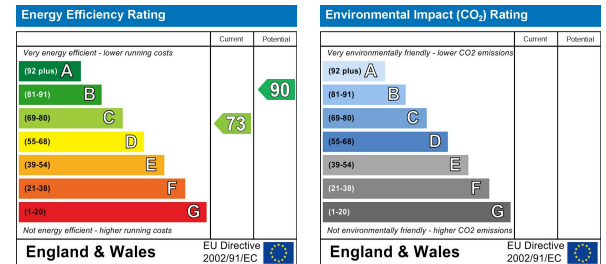 Energy Efficiency Rating
Current Potential
Very energy efficient - lower running costs
(92 plus) A
(81-91) B
90
(69-80) C
73
(55-68) D
(39-54) E
(21-38) F
(1-20) G
Not energy efficient - higher running costs
England & Wales
EU Directive
2002/91/EC
Environmental Impact (CO₂) Rating
Current Potential
Very environmentally friendly - lower CO2 emissions
(92 plus) A
(81-91) B
(69-80) C
(55-68) D
(39-54) E
(21-38) F
(1-20) G
Not environmentally friendly - higher CO2 emissions
England & Wales
EU Directive
2002/91/EC